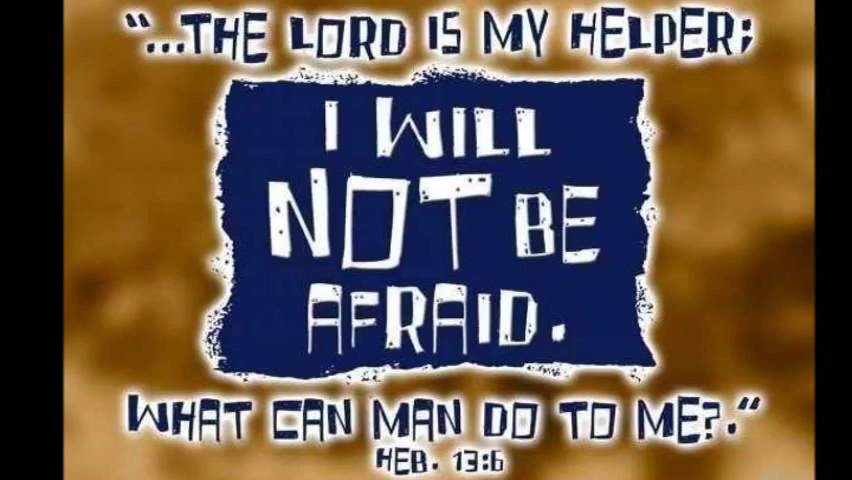 “...THE LORD IS MY HELPER;
I WILL
NOT BE
AFRAID.
WHAT CAN MAN DO TO ME?.“
HEB. 13:6